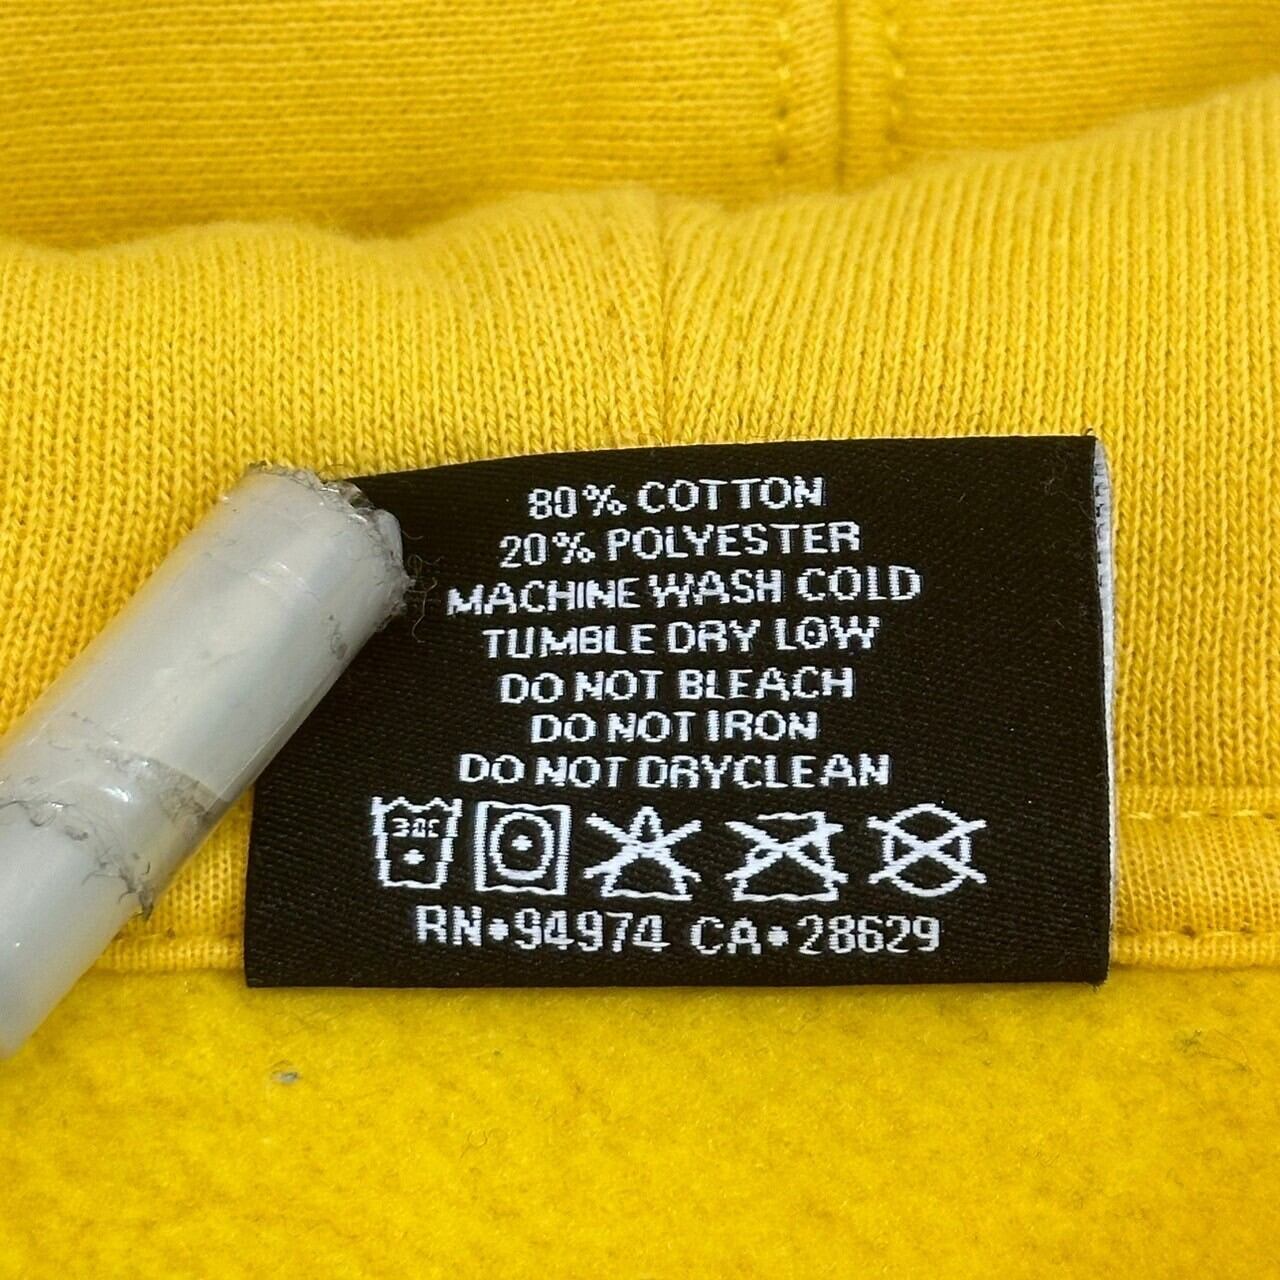 80% COTTON
20% POLYESTER
MACHINE WASH COLD
TUMBLE DRY LOW
DO NOT BLEACH
DO NOT IRON
DO NOT DRYCLEAN
30C
RN•94974 CA•28629